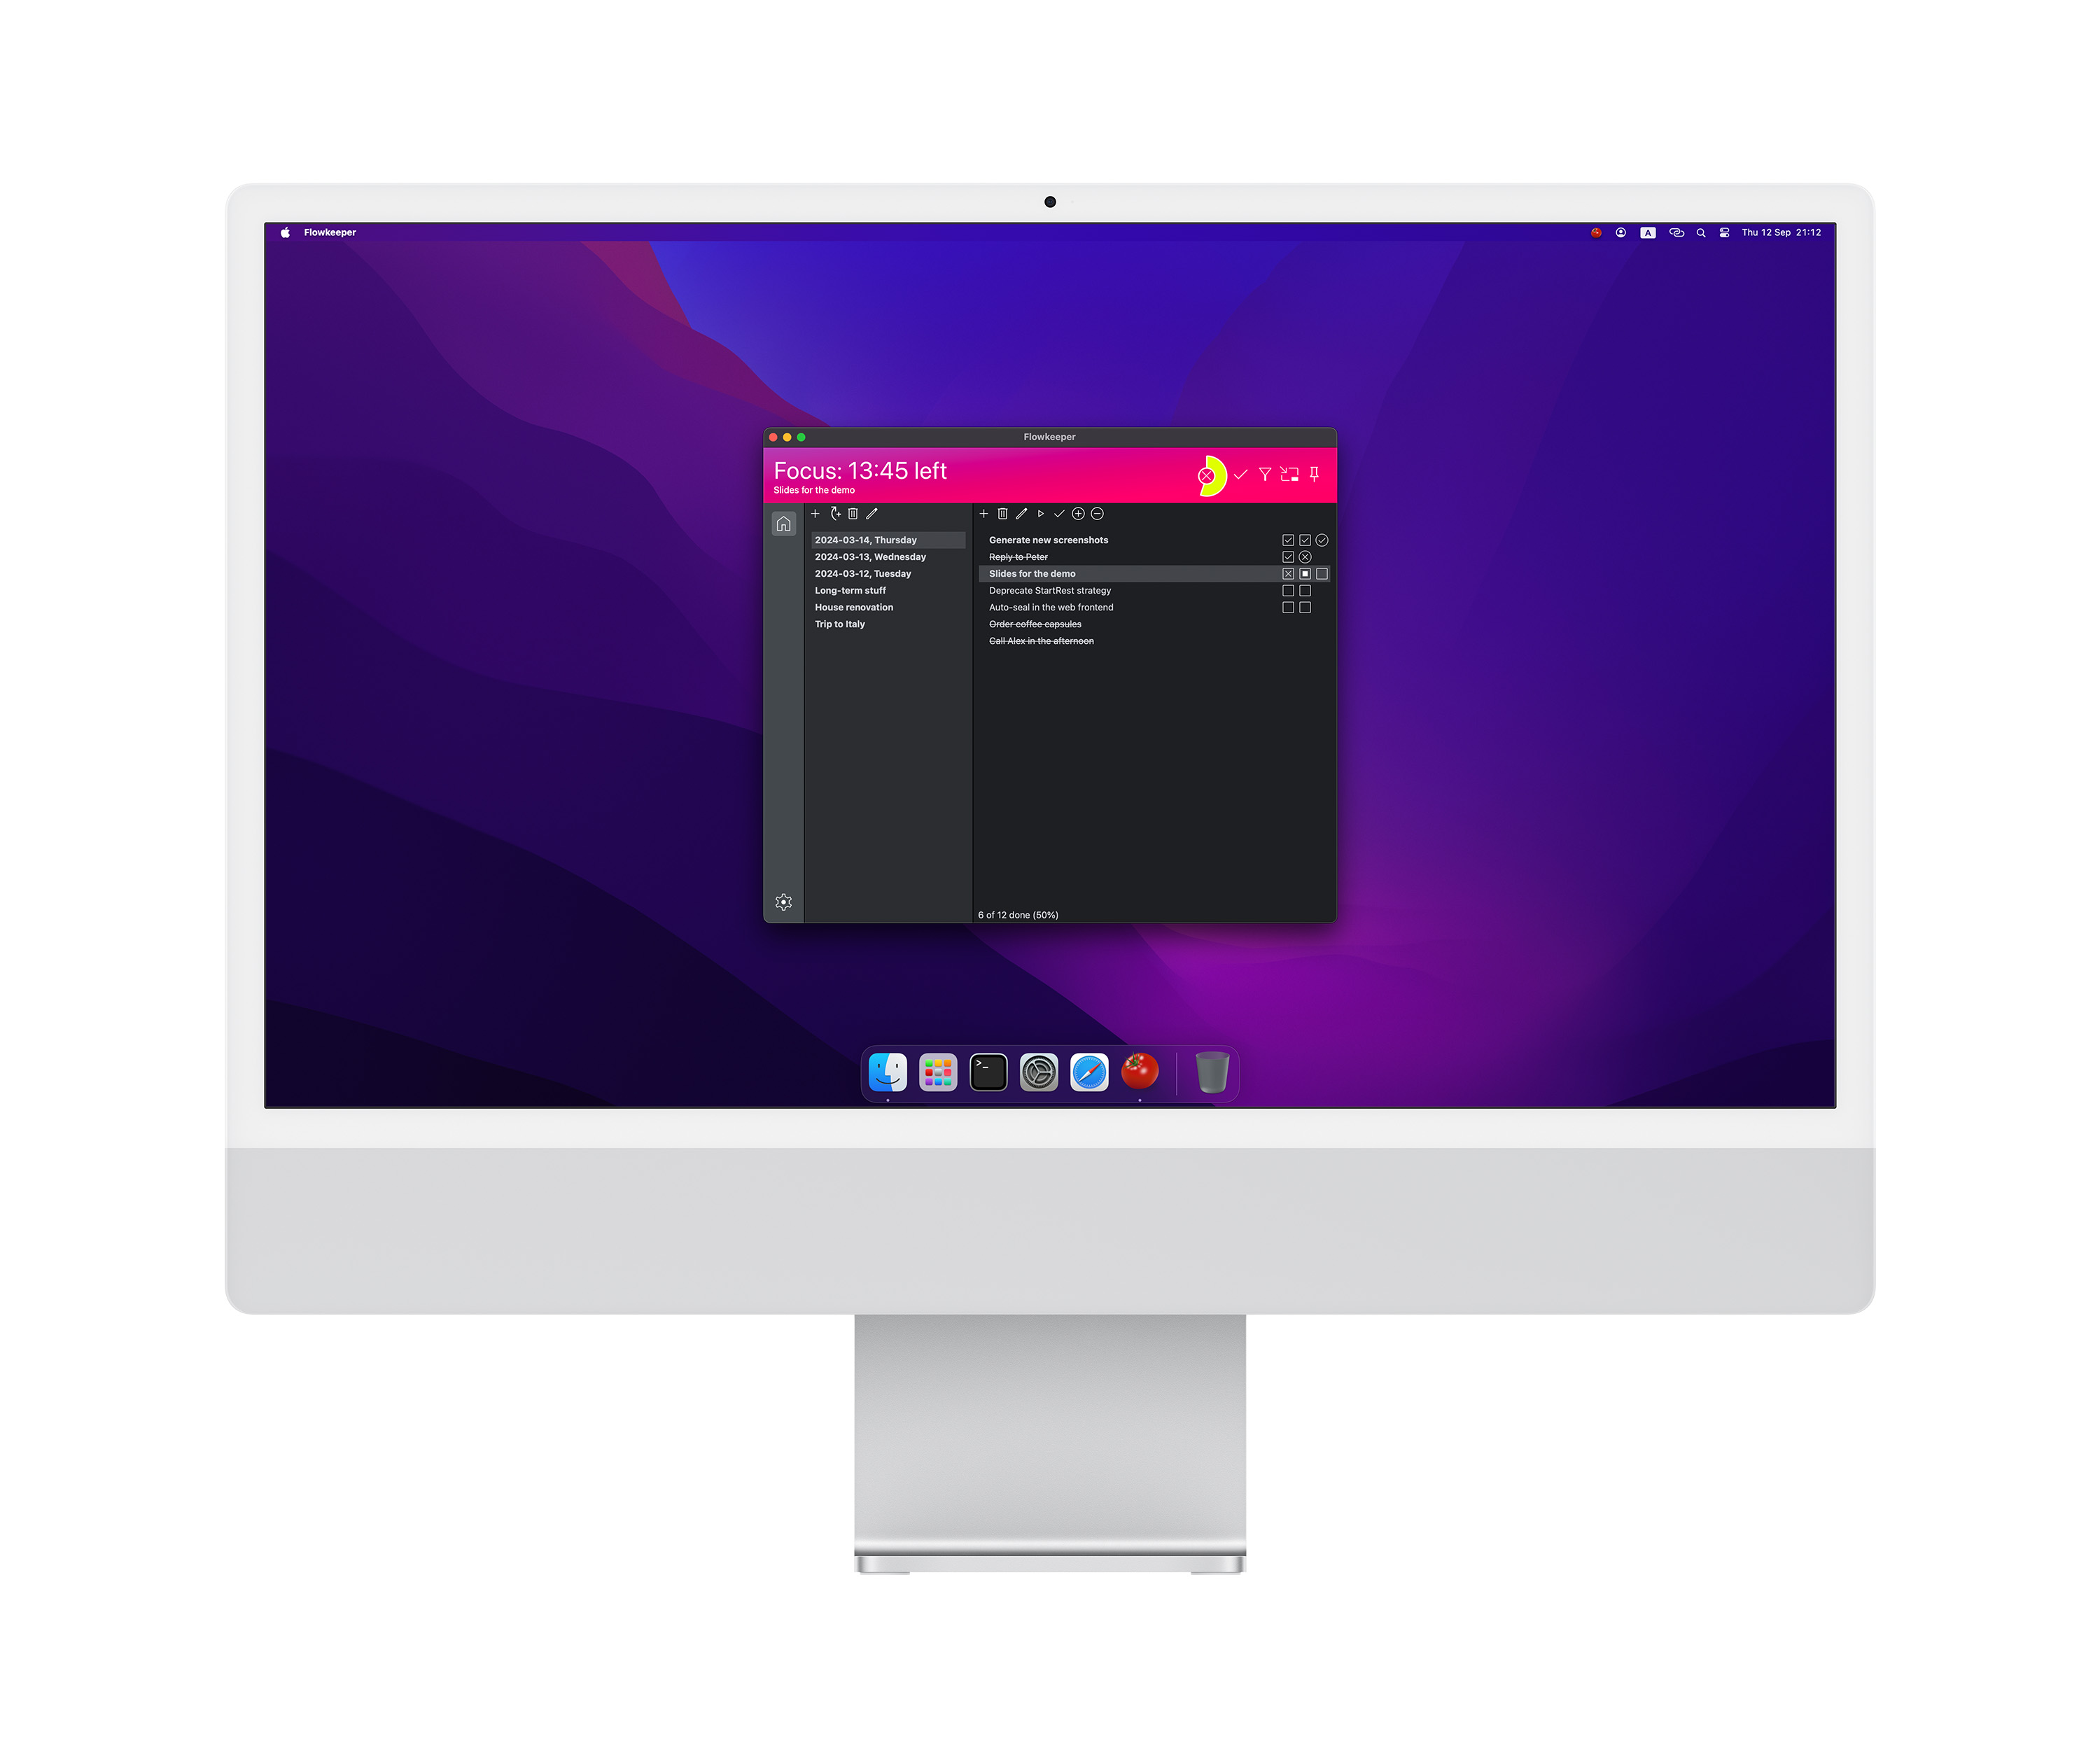 Flowkeeper
A
Thu 12 Sep 21:12
Flowkeeper
Focus: 13:45 left
Slides for the demo
2024-03-14, Thursday
2024-03-13, Wednesday
2024-03-12, Tuesday
Long-term stuff
House renovation
Trip to Italy
Generate new screenshots
Reply to Peter
Slides for the demo
Deprecate StartRest strategy
Auto-seal in the web frontend
Order coffee capsules
Call Alex in the afternoon
6 of 12 done (50%)
>_